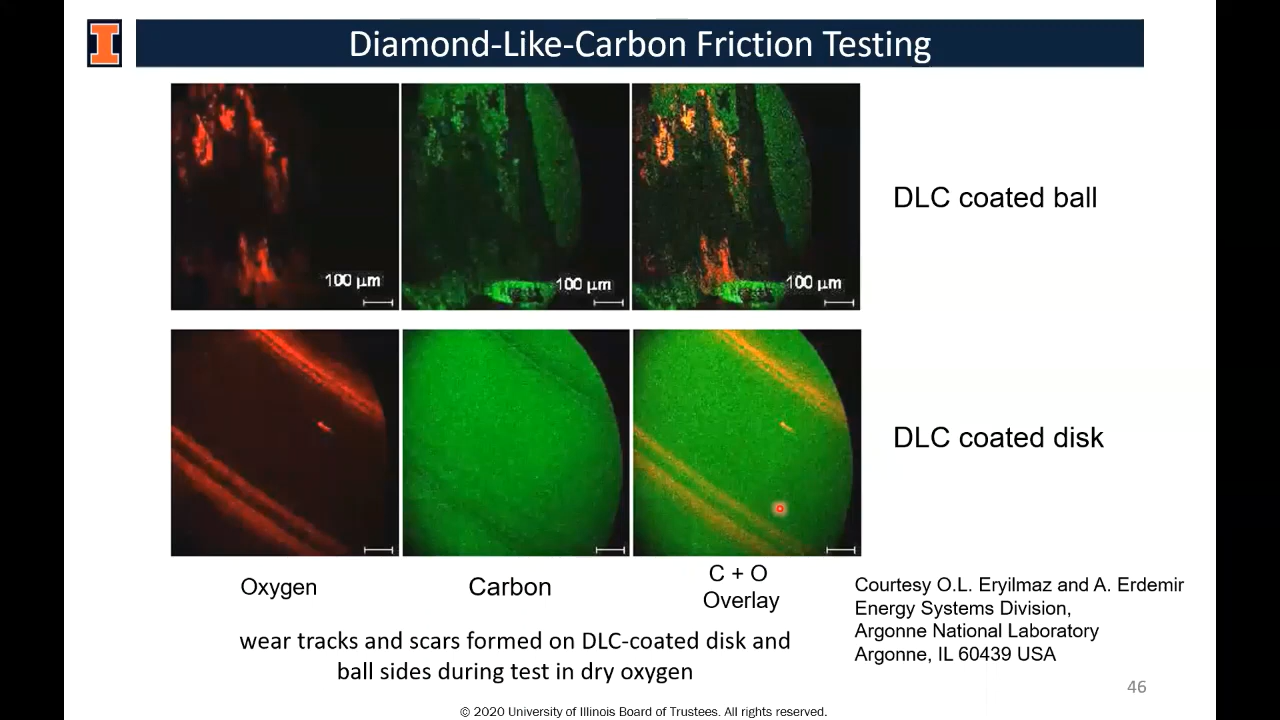 I
Diamond-Like-Carbon Friction Testing
100 μm
100 μm
100 μm
DLC coated ball
DLC coated disk
Oxygen
Carbon
C + O
Overlay
wear tracks and scars formed on DLC-coated disk and
ball sides during test in dry oxygen
Courtesy O.L. Eryilmaz and A. Erdemir
Energy Systems Division,
Argonne National Laboratory
Argonne, IL 60439 USA
46
© 2020 University of Illinois Board of Trustees. All rights reserved.